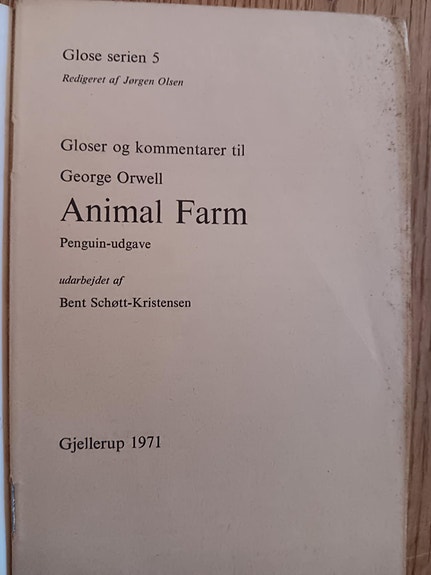 Glose serien 5
Redigeret af Jørgen Olsen
Gloser og kommentarer til
George Orwell
Animal Farm
Penguin-udgave
udarbejdet af
Bent Schøtt-Kristensen
Gjellerup 1971